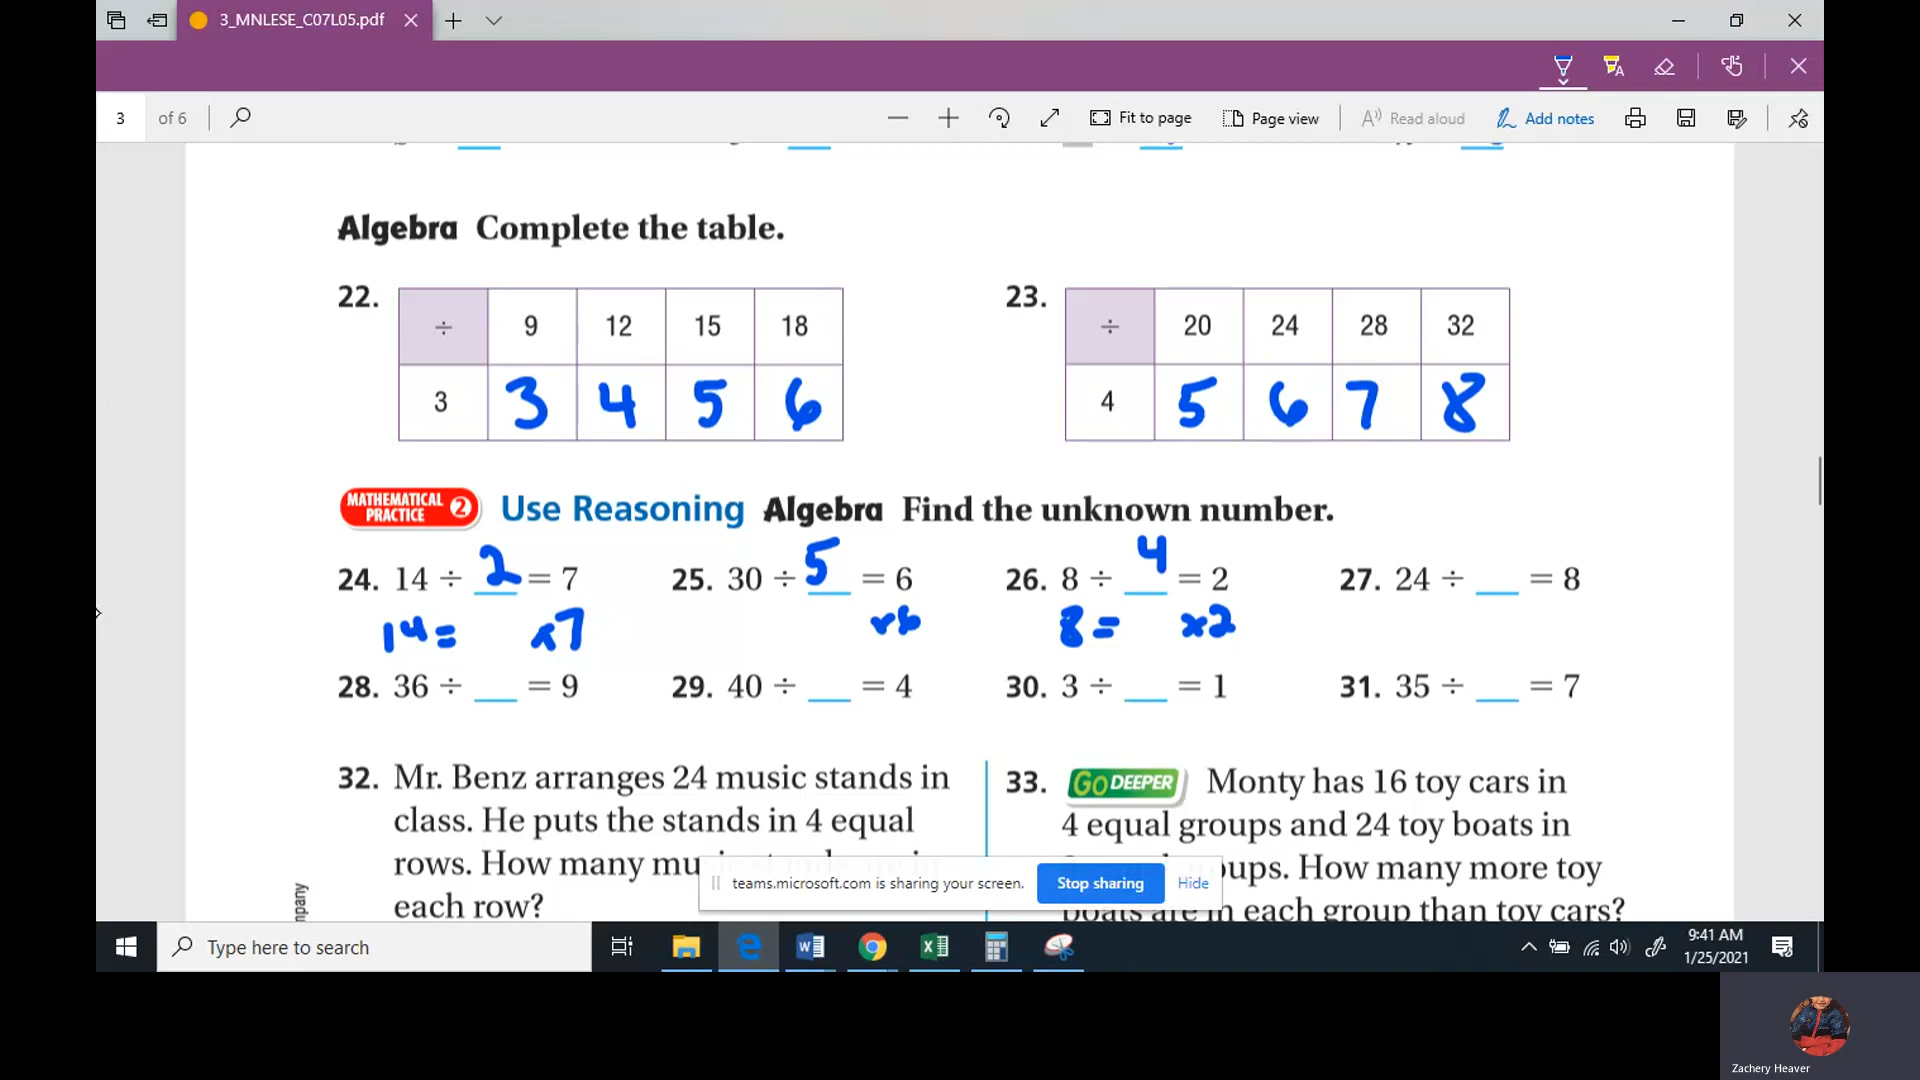 3_MNLESE_C07L05.pdf
3 of 6 Fit to page Page view Read aloud Add notes
Algebra Complete the table.
22. ÷ 9 12 15 18
3 3 4 5 6
23. ÷ 20 24 28 32
4 5 6 7 8
MATHEMATICAL PRACTICE 2 Use Reasoning Algebra Find the unknown number.
24. 14 ÷ 2 = 7 25. 30 ÷ 5 = 6 26. 8 ÷ 4 = 2 27. 24 ÷ __ = 8
14 = x7 x6 8 = x2
28. 36 ÷ __ = 9 29. 40 ÷ __ = 4 30. 3 ÷ __ = 1 31. 35 ÷ __ = 7
32. Mr. Benz arranges 24 music stands in
class. He puts the stands in 4 equal
rows. How many
each row?
33. GO DEEPER Monty has 16 toy cars in
4 equal groups and 24 toy boats in
How many more toy
boats are in each group than toy cars?
mpany
teams.microsoft.com is sharing your screen. Stop sharing Hide
Type here to search
9:41 AM
1/25/2021
Zachery Heaver